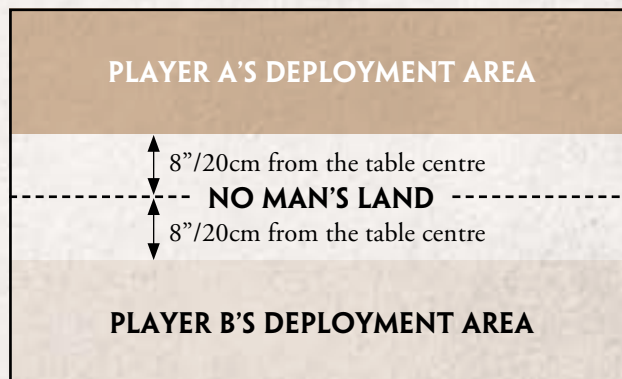 PLAYER A’S DEPLOYMENT AREA
8”/20cm from the table centre
NO MAN’S LAND
8”/20cm from the table centre
PLAYER B’S DEPLOYMENT AREA